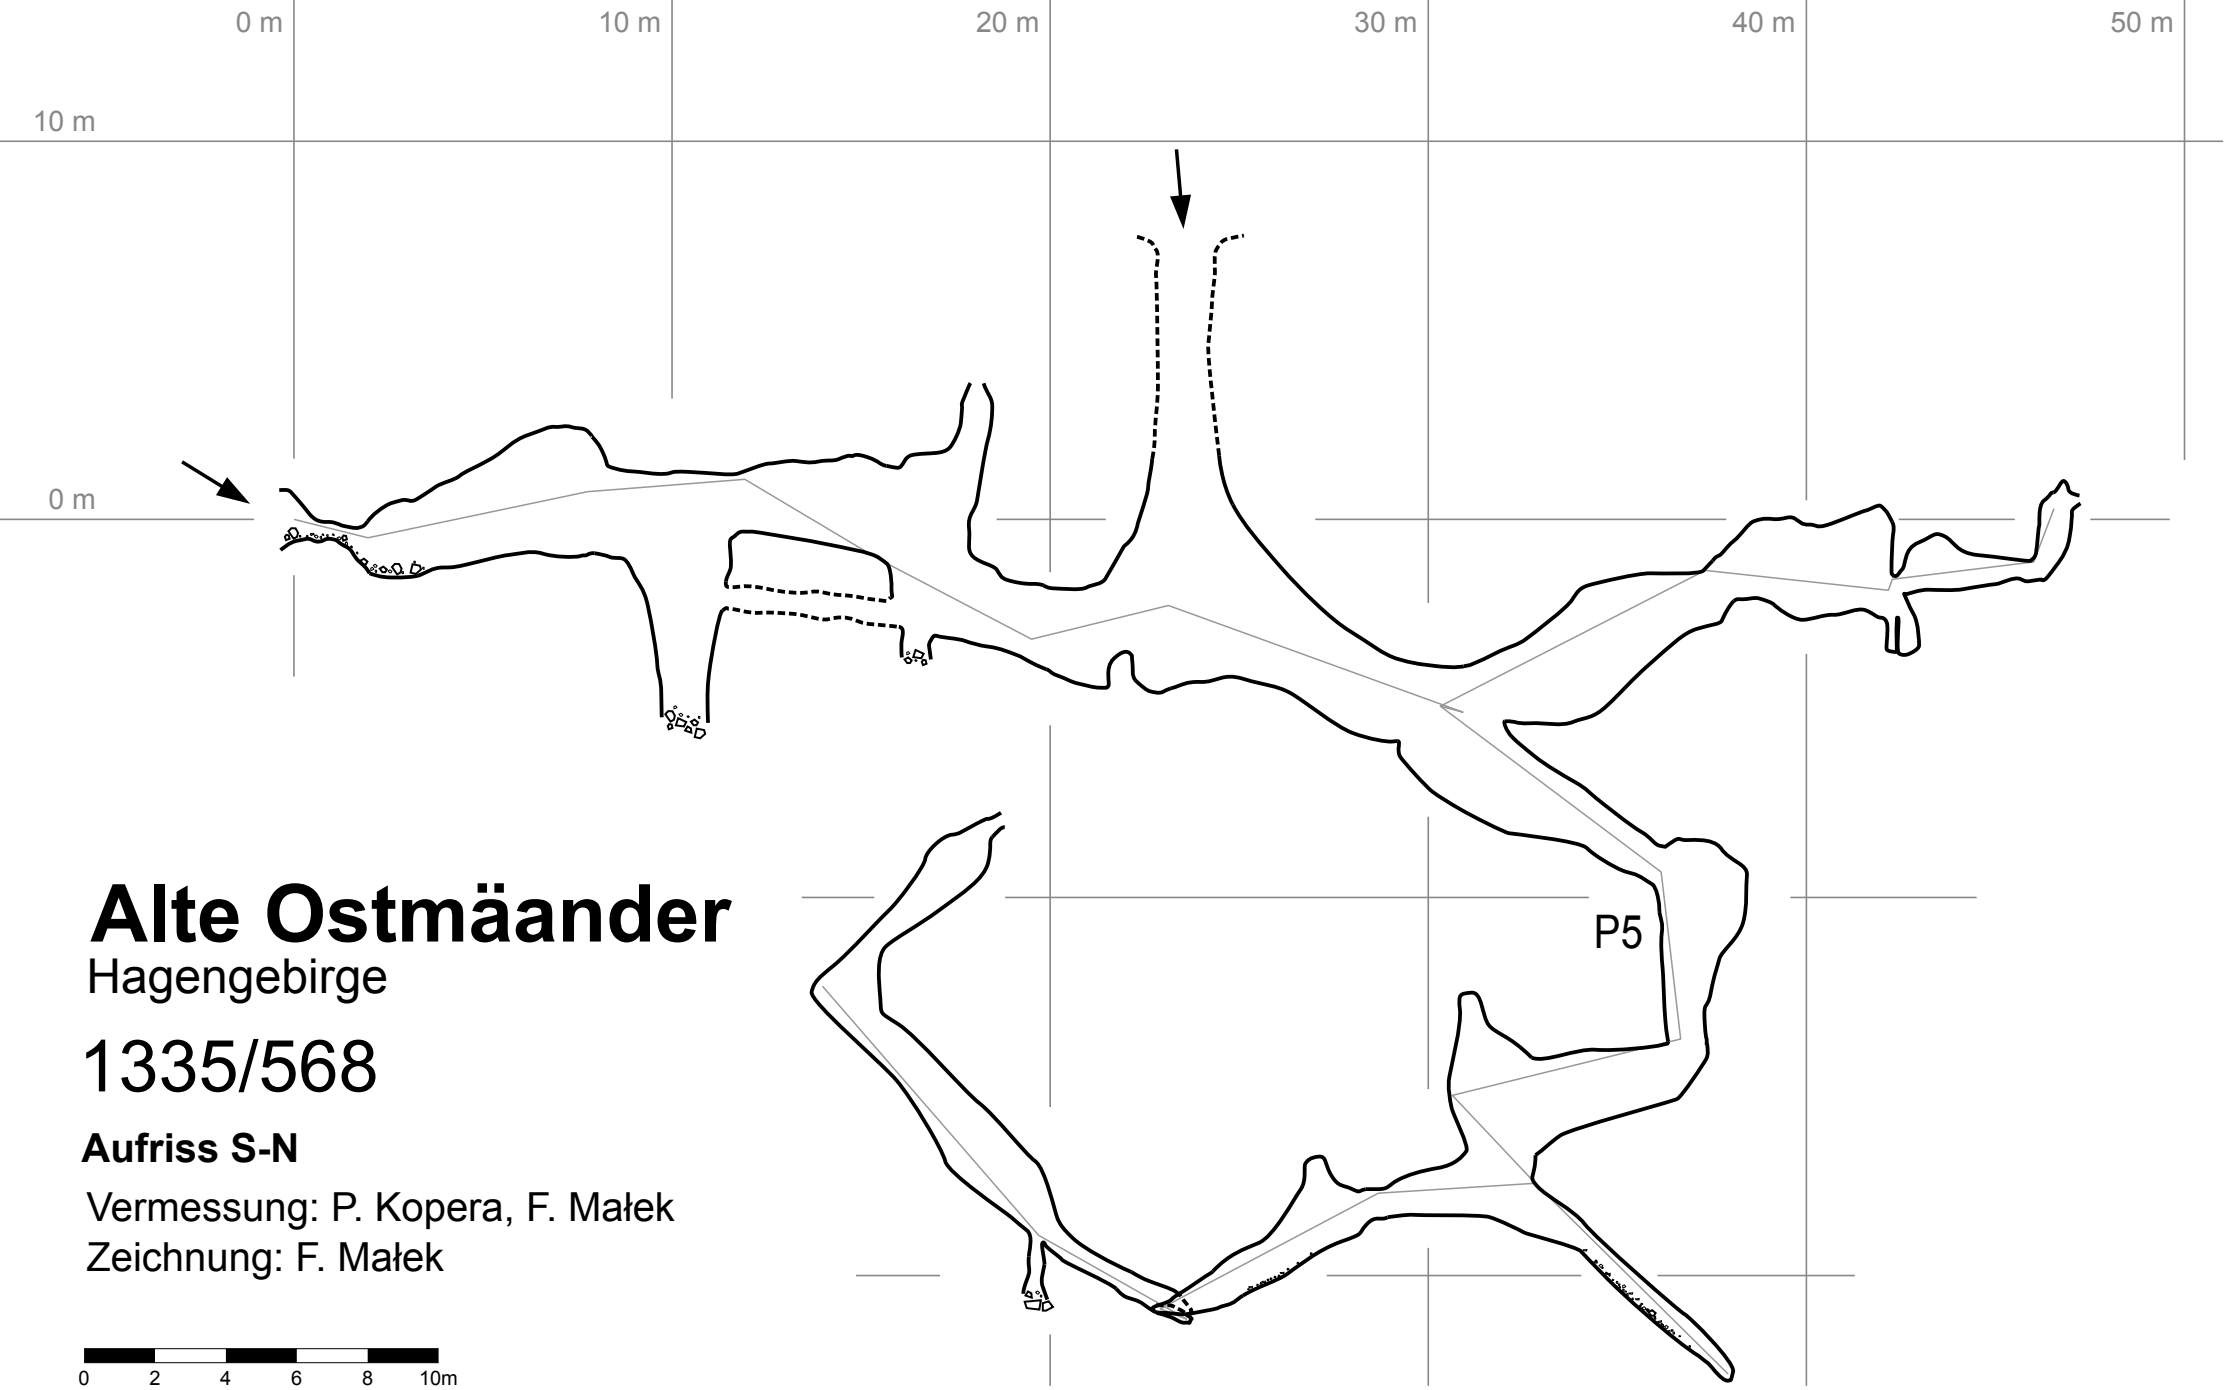 0 m
10 m
20 m
30 m
40 m
50 m
10 m
0 m
P5
Alte Ostmäander
Hagengebirge
1335/568
Aufriss S-N
Vermessung: P. Kopera, F. Małek
Zeichnung: F. Małek
0 2 4 6 8 10m